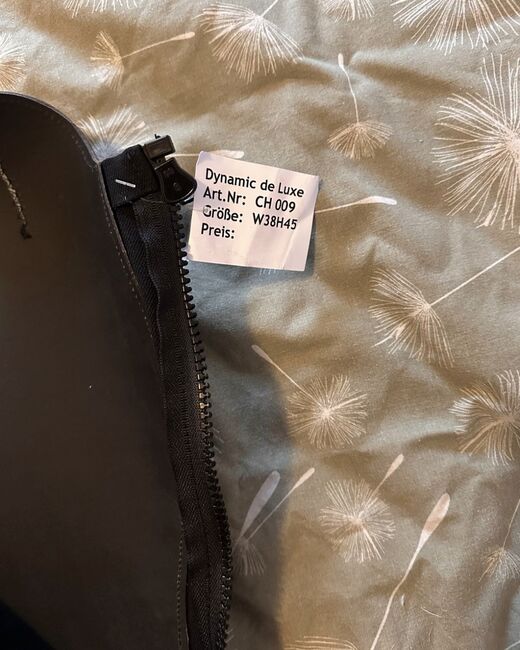 Dynamic de Luxe
Art.Nr: CH 009
Größe: W38H45
Preis: